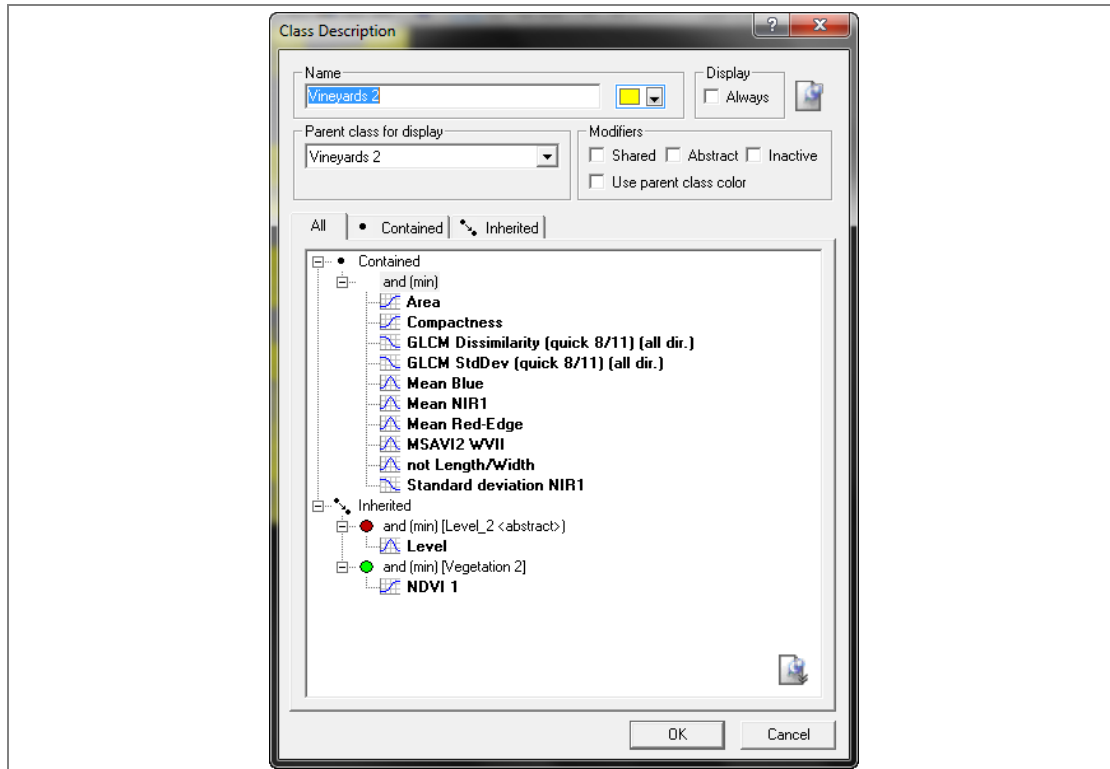 Class Description
?
X
Name
Vineyards 2
Display
Always
Parent class for display
Vineyards 2
Modifiers
Shared
Abstract
Inactive
Use parent class color
All
Contained
Inherited
Contained
and (min)
Area
Compactness
GLCM Dissimilarity (quick 8/11) (all dir.)
GLCM StdDev (quick 8/11) (all dir.)
Mean Blue
Mean NIR1
Mean Red-Edge
MSAVI2 WVII
not Length/Width
Standard deviation NIR1
Inherited
and (min) [Level_2 <abstract>)
Level
and (min) [Vegetation 2]
NDVI 1
OK
Cancel